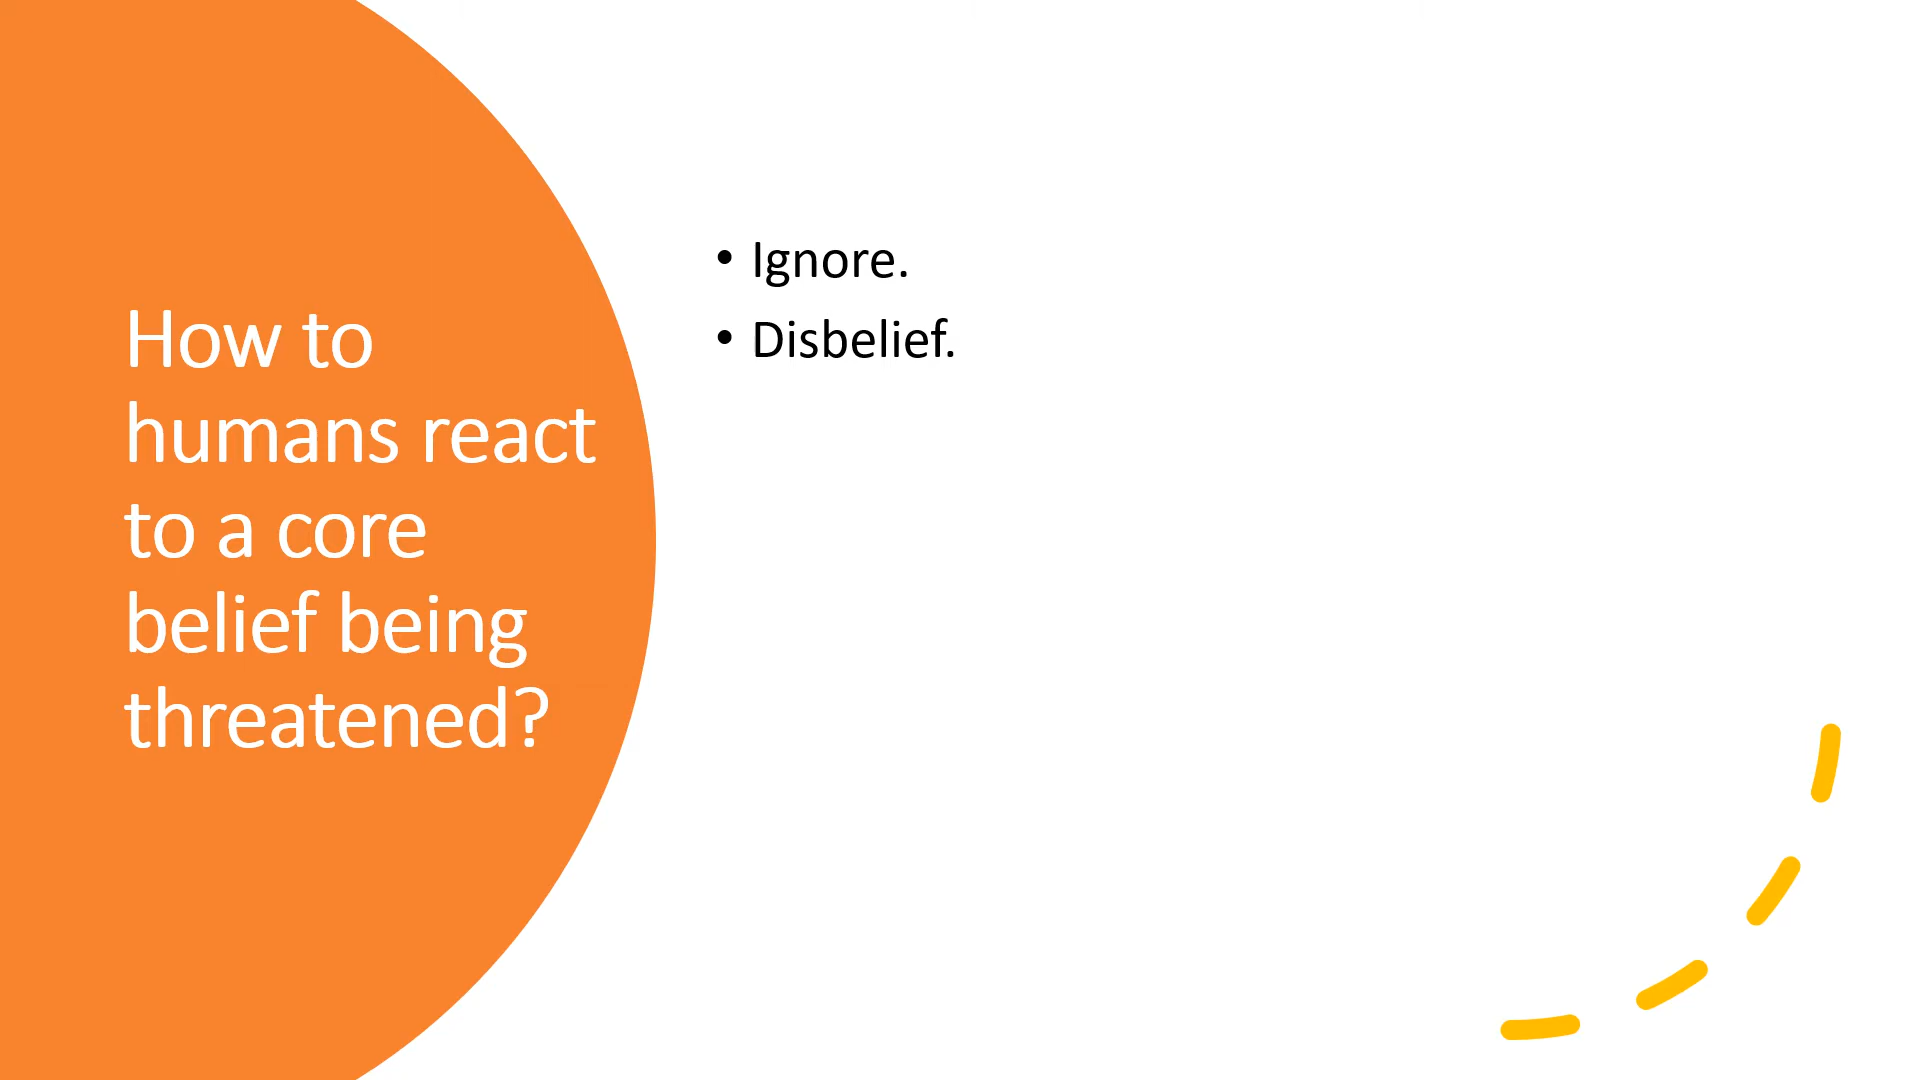 How to
humans react
to a core
belief being
threatened?
• Ignore.
• Disbelief.